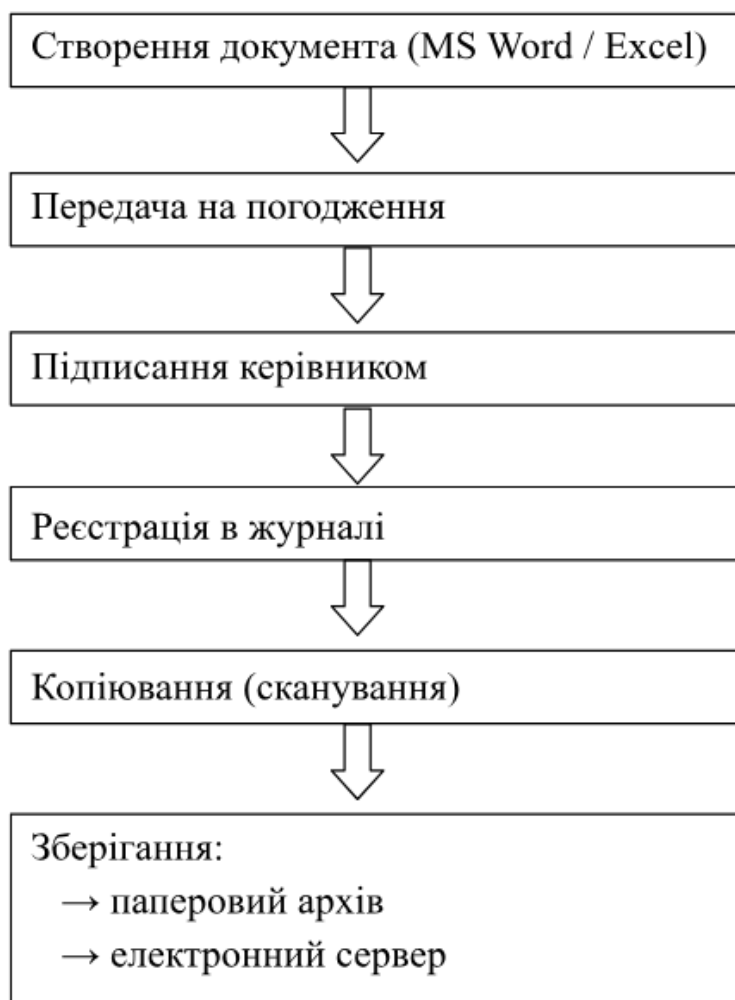 Створення документа (MS Word / Excel)
Передача на погодження
Підписання керівником
Реєстрація в журналі
Копіювання (сканування)
Зберігання:
→ паперовий архів
→ електронний сервер